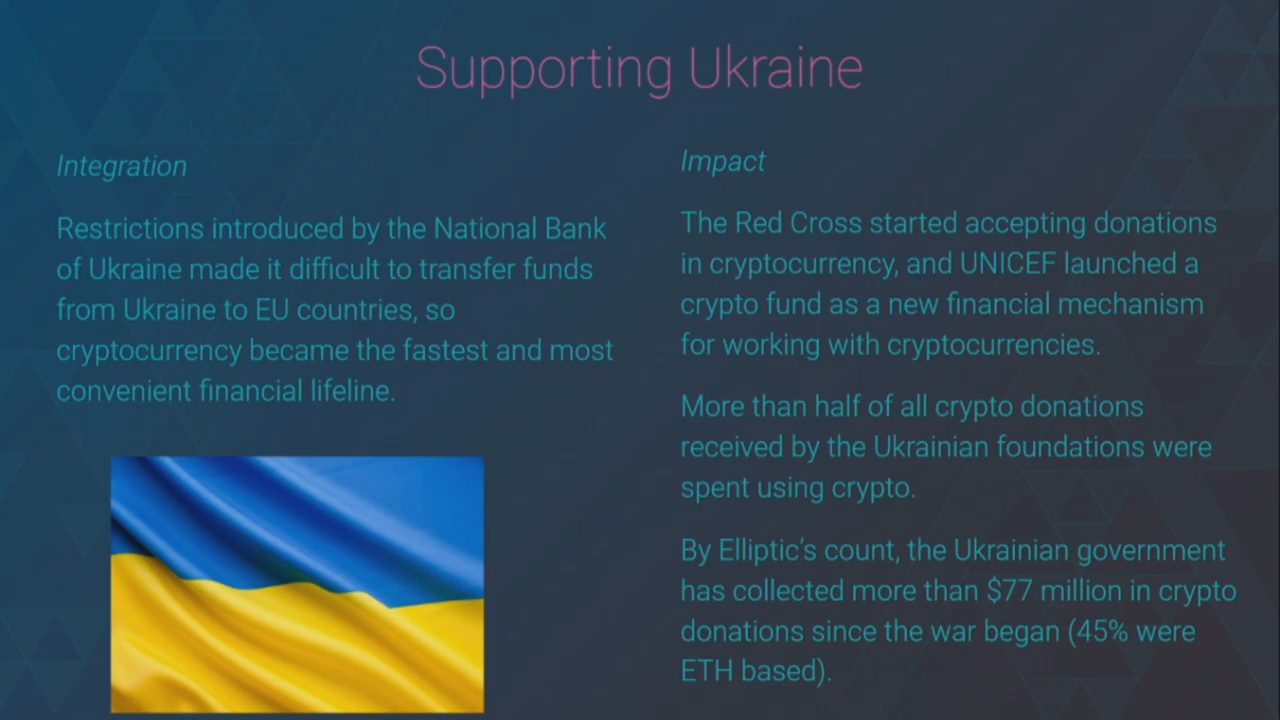 Supporting Ukraine
Integration
Restrictions introduced by the National Bank
of Ukraine made it difficult to transfer funds
from Ukraine to EU countries, so
cryptocurrency became the fastest and most
convenient financial lifeline.
Impact
The Red Cross started accepting donations
in cryptocurrency, and UNICEF launched a
crypto fund as a new financial mechanism
for working with cryptocurrencies.
More than half of all crypto donations
received by the Ukrainian foundations were
spent using crypto.
By Elliptic’s count, the Ukrainian government
has collected more than $77 million in crypto
donations since the war began (45% were
ETH based).